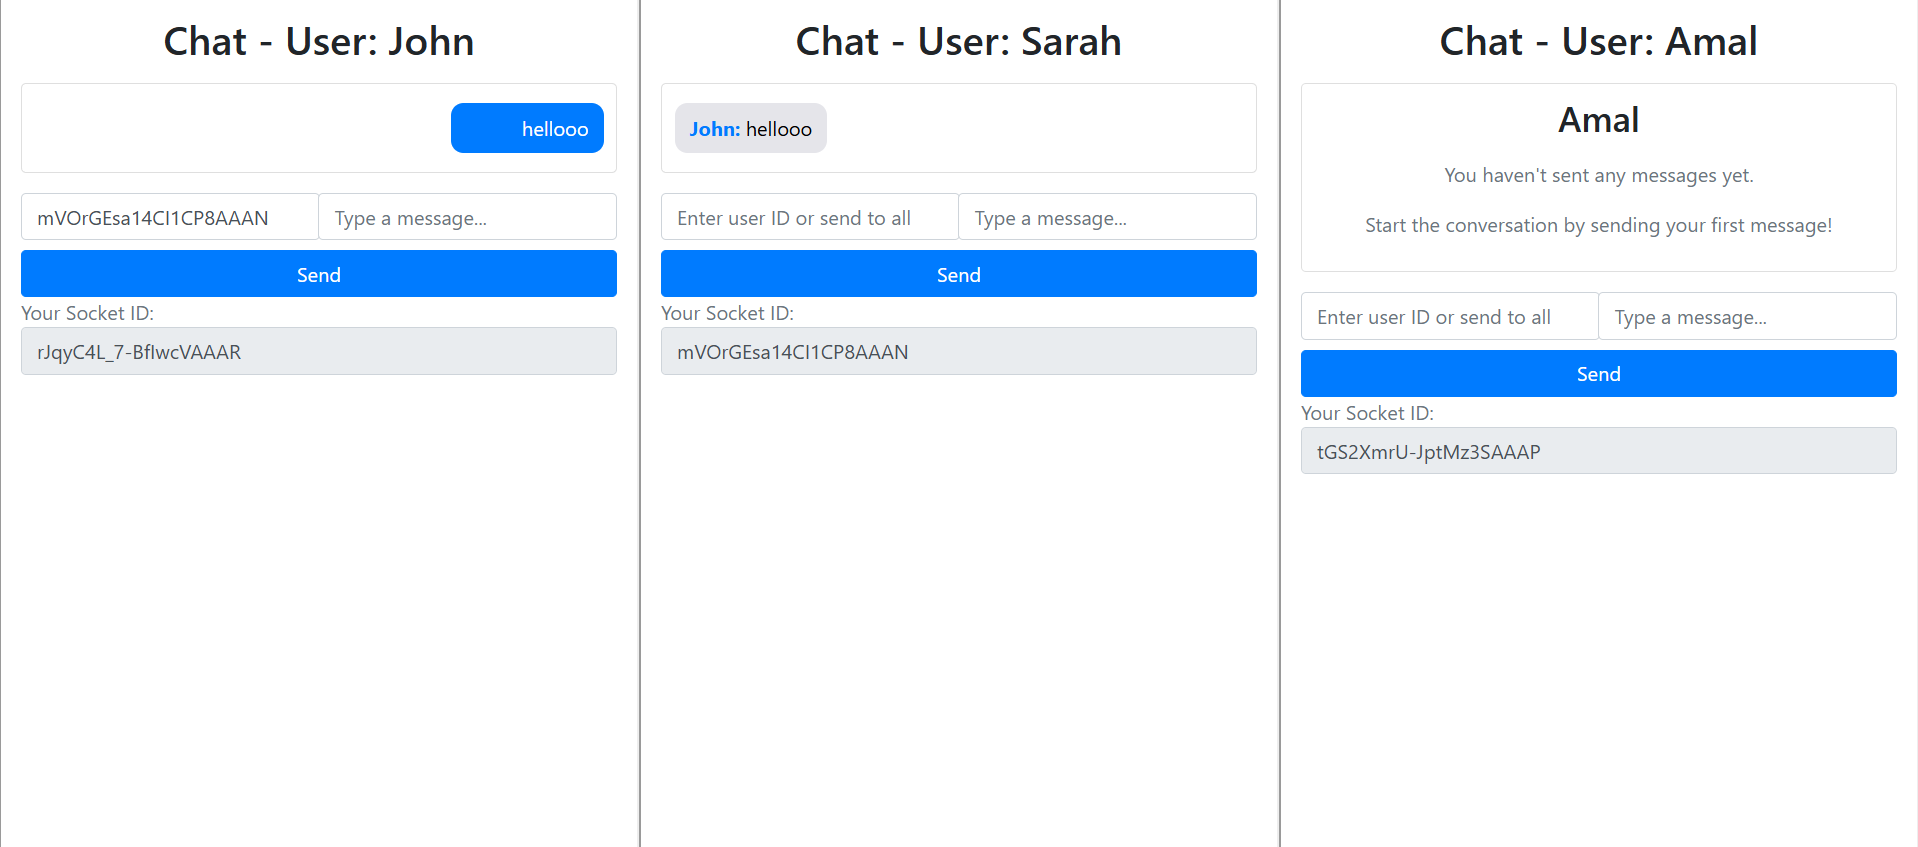 Chat - User: John
hellooo
mVOrGEsa14CI1CP8AAAN
Type a message...
Send
Your Socket ID:
rJqyC4L_7-BfIwcVAAAR
Chat - User: Sarah
John: hellooo
Enter user ID or send to all
Type a message...
Send
Your Socket ID:
mVOrGEsa14CI1CP8AAAN
Chat - User: Amal
Amal
You haven't sent any messages yet.
Start the conversation by sending your first message!
Enter user ID or send to all
Type a message...
Send
Your Socket ID:
tGS2XmrU-JptMz3SAAAP